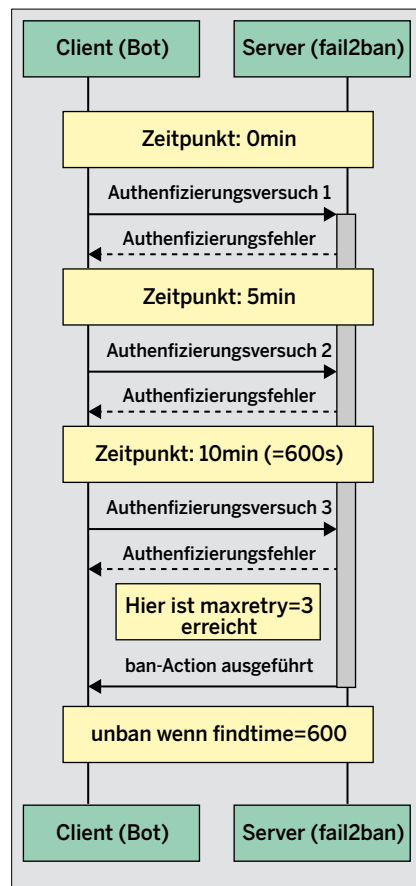 Client (Bot)
Server (fail2ban)
Zeitpunkt: 0min
Authenfizierungsversuch 1
Authenfizierungsfehler
Zeitpunkt: 5min
Authenfizierungsversuch 2
Authenfizierungsfehler
Zeitpunkt: 10min (=600s)
Authenfizierungsversuch 3
Authenfizierungsfehler
Hier ist maxretry=3
erreicht
ban-Action ausgeführt
unban wenn findtime=600
Client (Bot)
Server (fail2ban)